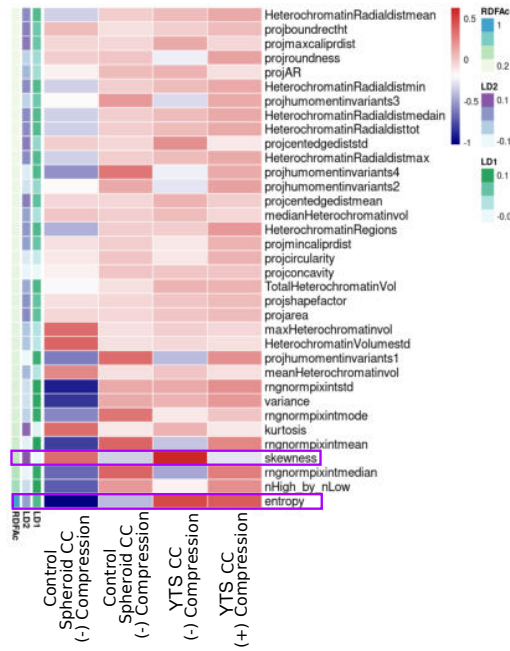 HeterochromatinRadialdistmean
projboundrectht
projmaxcaliprdist
projroundness
projAR
HeterochromatinRadialdistmin
projhumomentinvariants3
HeterochromatinRadialdistmedain
HeterochromatinRadialdisttot
projcentedgediststd
HeterochromatinRadialdistmax
projhumomentinvariants4
projhumomentinvariants2
projcentedgedistmean
medianHeterochromatinvol
HeterochromatinRegions
projmincaliprdist
projcircularity
projconcavity
TotalHeterochromatinVol
projshapefactor
projarea
maxHeterochromatinvol
HeterochromatinVolumestd
projhumomentinvariants1
meanHeterochromatinvol
rngnormpixintstd
variance
rngnormpixintmode
kurtosis
rngnormpixintmean
skewness
rngnormpixintmedian
nHigh_by_nLow
entropy
RDFAc
LD2
LD1
Control
Spheroid CC
(-) Compression
Control
Spheroid CC
(-) Compression
YTS CC
(-) Compression
YTS CC
(+) Compression
0.5
0
-0.5
-1
RDFAc
1
0.2
LD2
0.1
-0.1
LD1
0.1
0.0